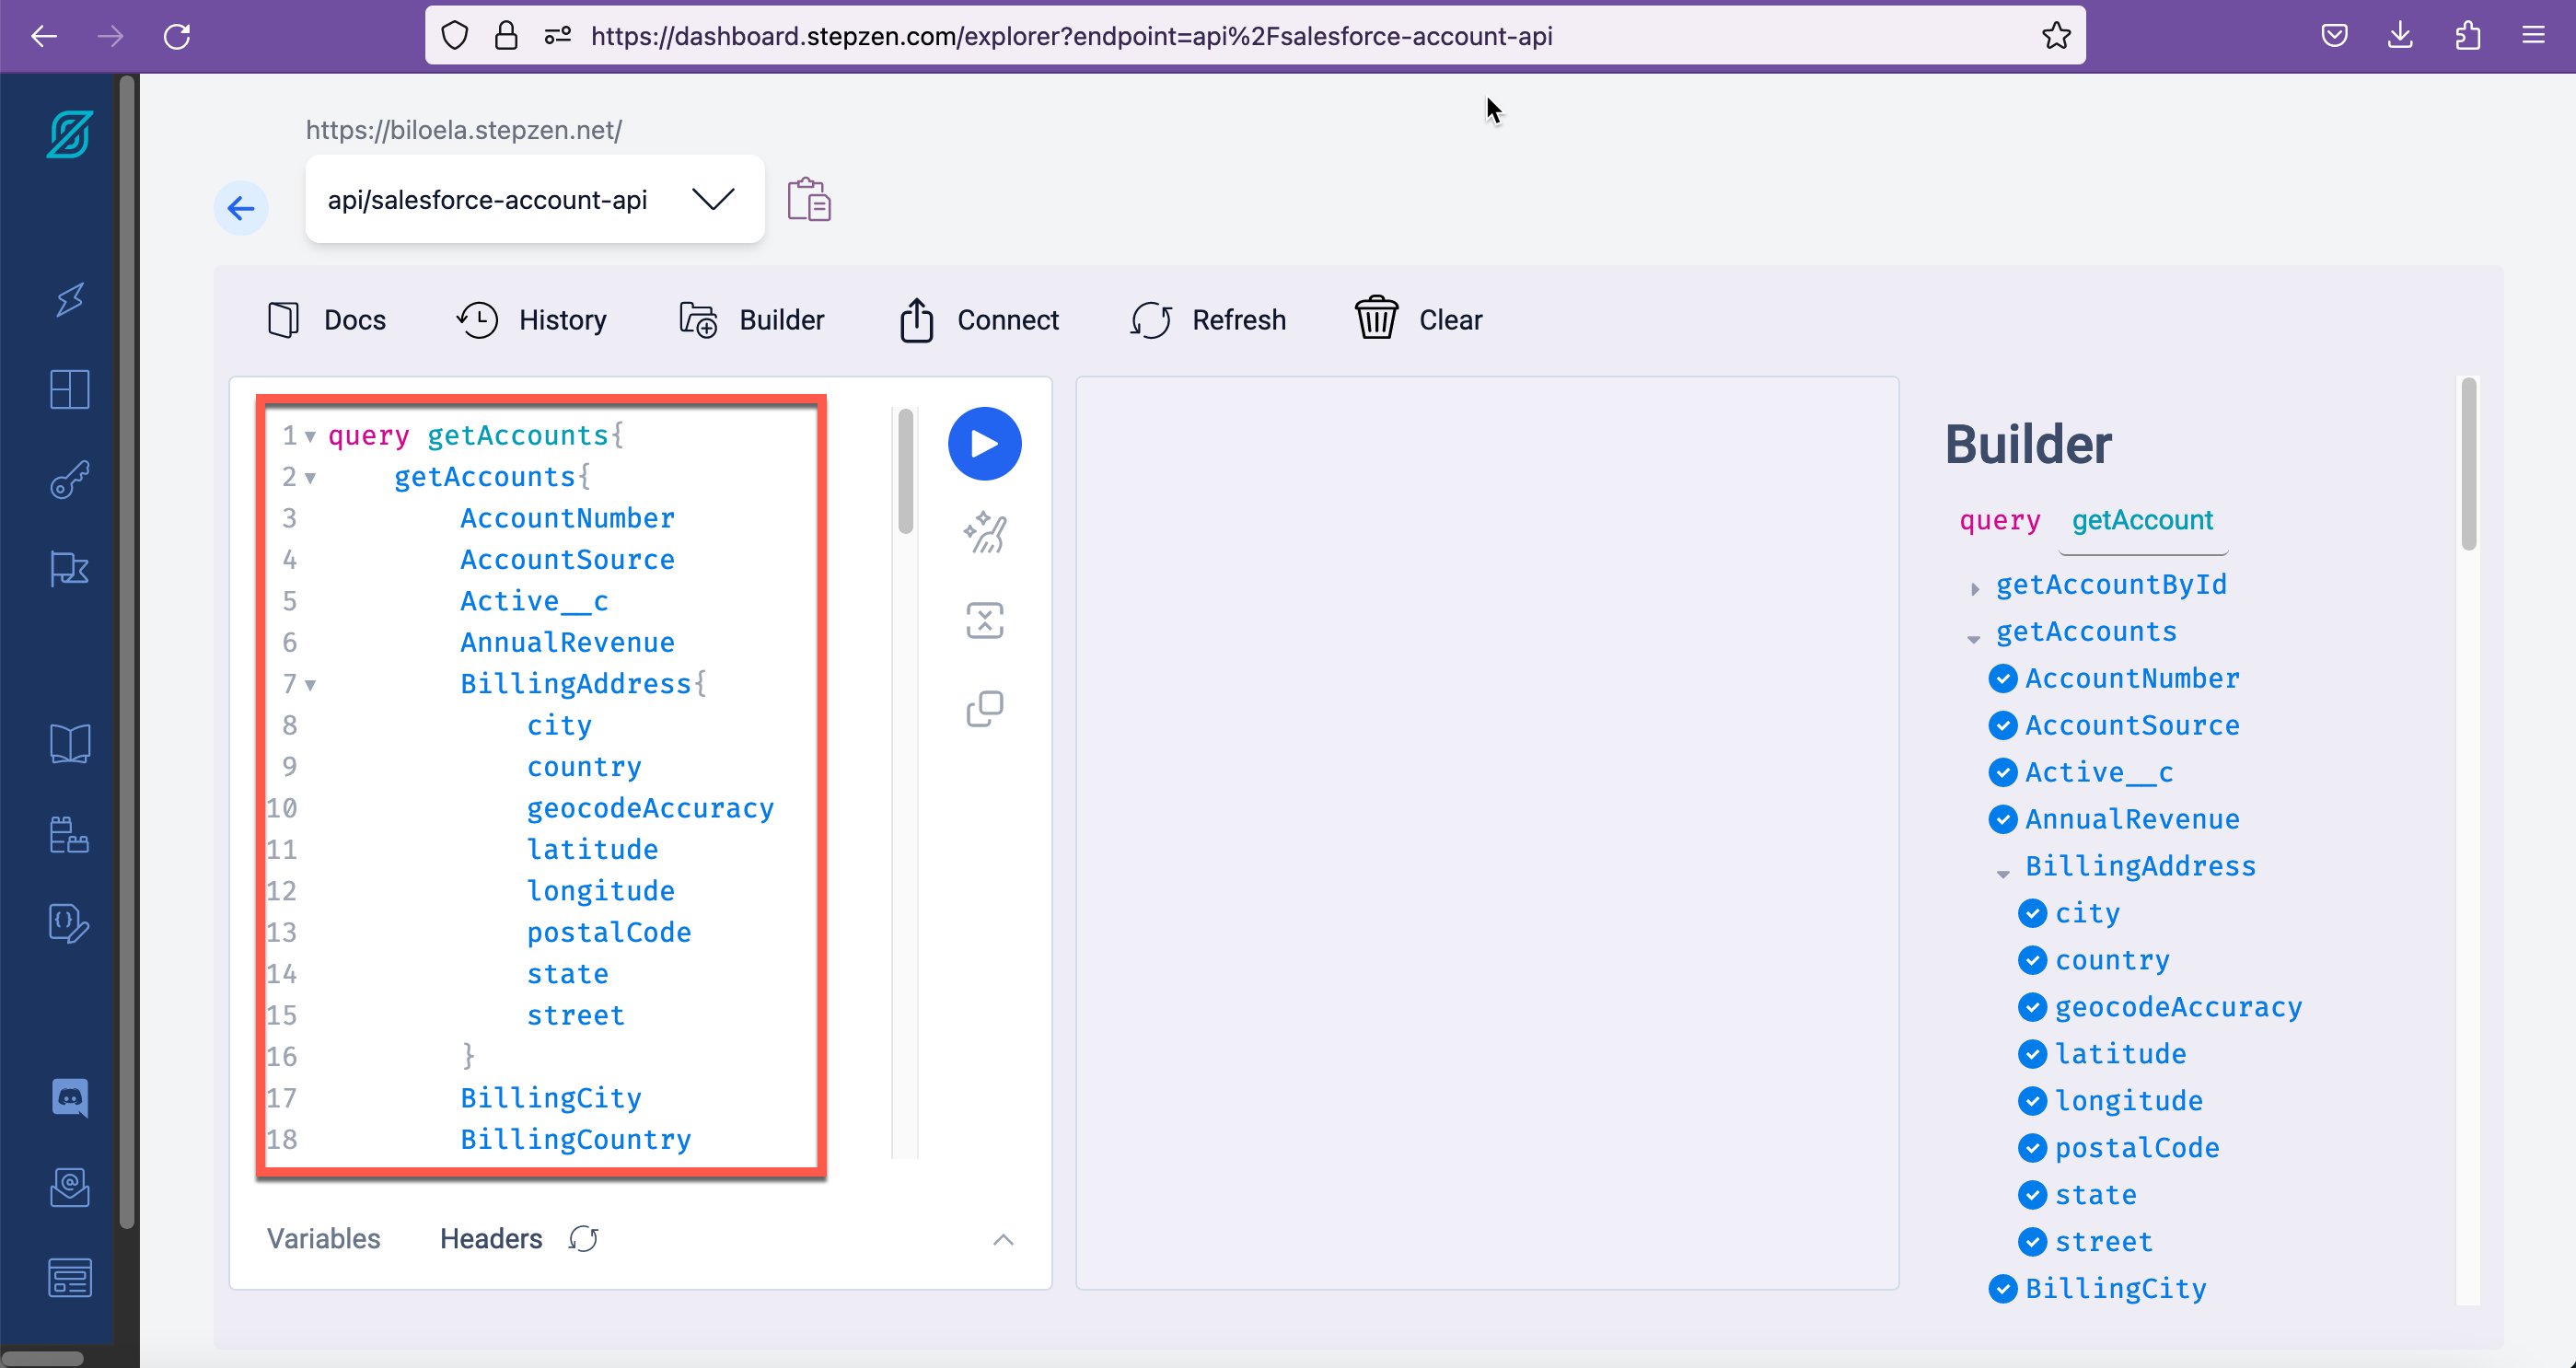 https://dashboard.stepzen.com/explorer?endpoint=api%2Fsalesforce-account-api
https://biloela.stepzen.net/
api/salesforce-account-api
Docs History Builder Connect Refresh Clear
1 query getAccounts{
2 getAccounts{
3 AccountNumber
4 AccountSource
5 Active__c
6 AnnualRevenue
7 BillingAddress{
8 city
9 country
10 geocodeAccuracy
11 latitude
12 longitude
13 postalCode
14 state
15 street
16 }
17 BillingCity
18 BillingCountry
Variables Headers
Builder
query getAccount
getAccountById
getAccounts
AccountNumber
AccountSource
Active__c
AnnualRevenue
BillingAddress
city
country
geocodeAccuracy
latitude
longitude
postalCode
state
street
BillingCity